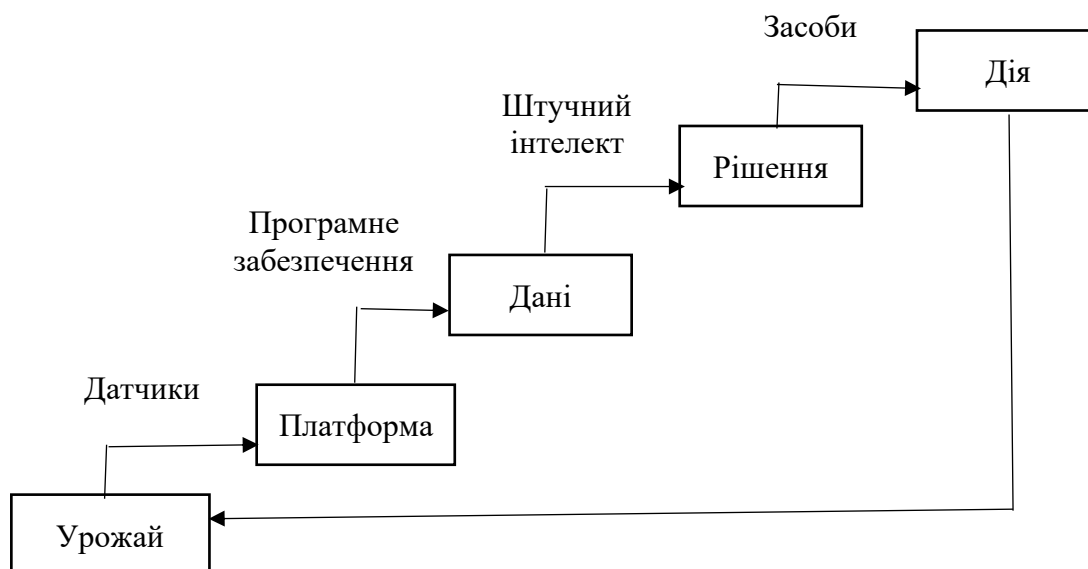 Засоби
Дія
Штучний
інтелект
Рішення
Програмне
забезпечення
Дані
Датчики
Платформа
Урожай